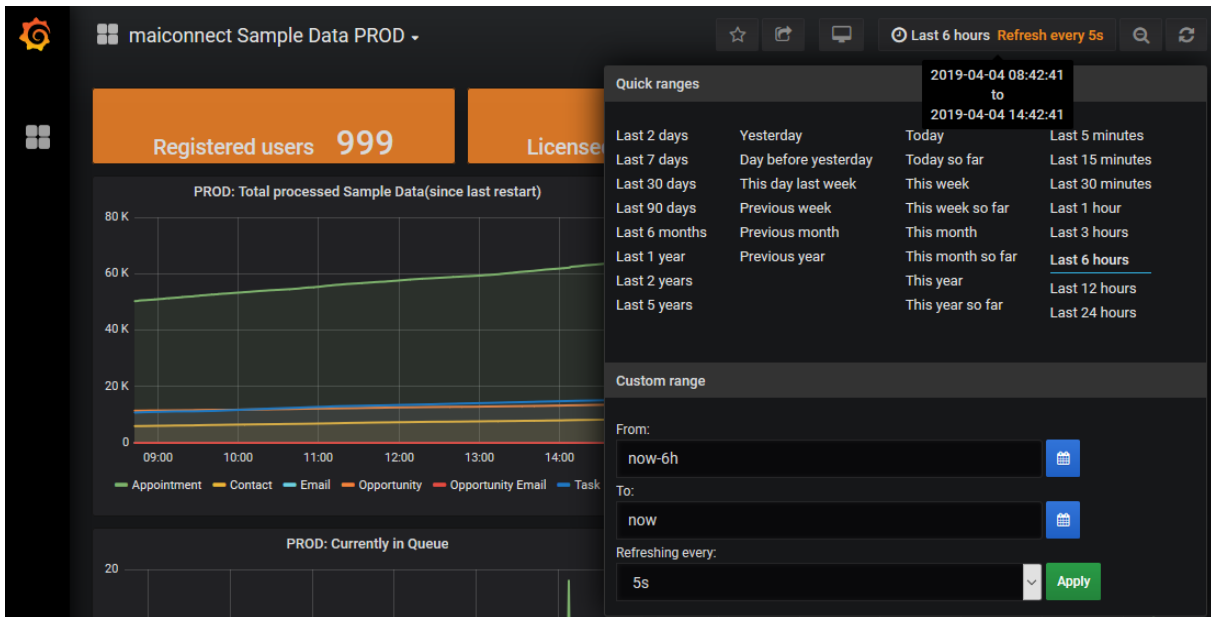 maiconnect Sample Data PROD
Last 6 hours Refresh every 5s
2019-04-04 08:42:41
to
2019-04-04 14:42:41
Registered users 999
License
PROD: Total processed Sample Data(since last restart)
80 K
60 K
40 K
20 K
0
09:00 10:00 11:00 12:00 13:00 14:00
Appointment Contact Email Opportunity Opportunity Email Task
PROD: Currently in Queue
20
Quick ranges
Last 2 days Yesterday Today Last 5 minutes
Last 7 days Day before yesterday Today so far Last 15 minutes
Last 30 days This day last week This week Last 30 minutes
Last 90 days Previous week This week so far Last 1 hour
Last 6 months Previous month This month Last 3 hours
Last 1 year Previous year This month so far Last 6 hours
Last 2 years This year Last 12 hours
Last 5 years This year so far Last 24 hours
Custom range
From:
now-6h
To:
now
Refreshing every:
5s
Apply